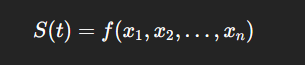 S(t) = f(x₁, x₂, . . . , xₙ)